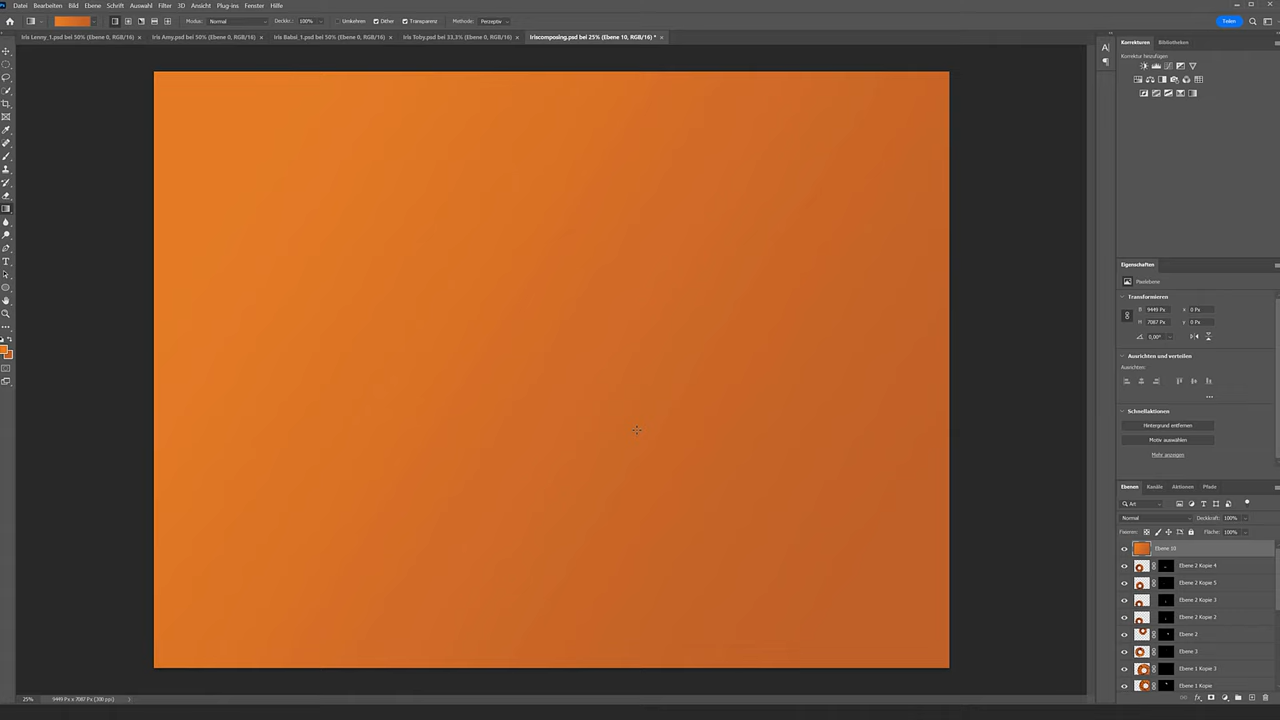 Datei Bearbeiten Bild Ebene Schrift Auswahl Filter 3D Ansicht Plug-ins Fenster Hilfe
Modus: Normal Deckkr.: 100% Umkehren Dither Transparenz Methode: Perzeptiv Teilen
Iris Lenny_1.psd bei 50% (Ebene 0, RGB/16) × Iris Amy.psd bei 50% (Ebene 0, RGB/16) × Iris Babsi_1.psd bei 50% (Ebene 0, RGB/16) × Iris Toby.psd bei 33,3% (Ebene 0, RGB/16) × Iriscomposing.psd bei 25% (Ebene 10, RGB/16) * ×
Korrekturen Bibliotheken
Korrektur hinzufügen
Eigenschaften
Pixelebene
Transformieren
B 9449 Px X 0 Px
H 7087 Px y 0 Px
0,00°
Ausrichten und verteilen
Ausrichten:
Schnellaktionen
Hintergrund entfernen
Motiv auswählen
Mehr anzeigen
Ebenen Kanäle Aktionen Pfade
Art
Normal Deckkraft: 100%
Fixieren: Fläche: 100%
Ebene 10
Ebene 2 Kopie 4
Ebene 2 Kopie 5
Ebene 2 Kopie 3
Ebene 2 Kopie 2
Ebene 2
Ebene 3
Ebene 1 Kopie 3
Ebene 1 Kopie
25% 9449 Px x 7087 Px (300 ppi)